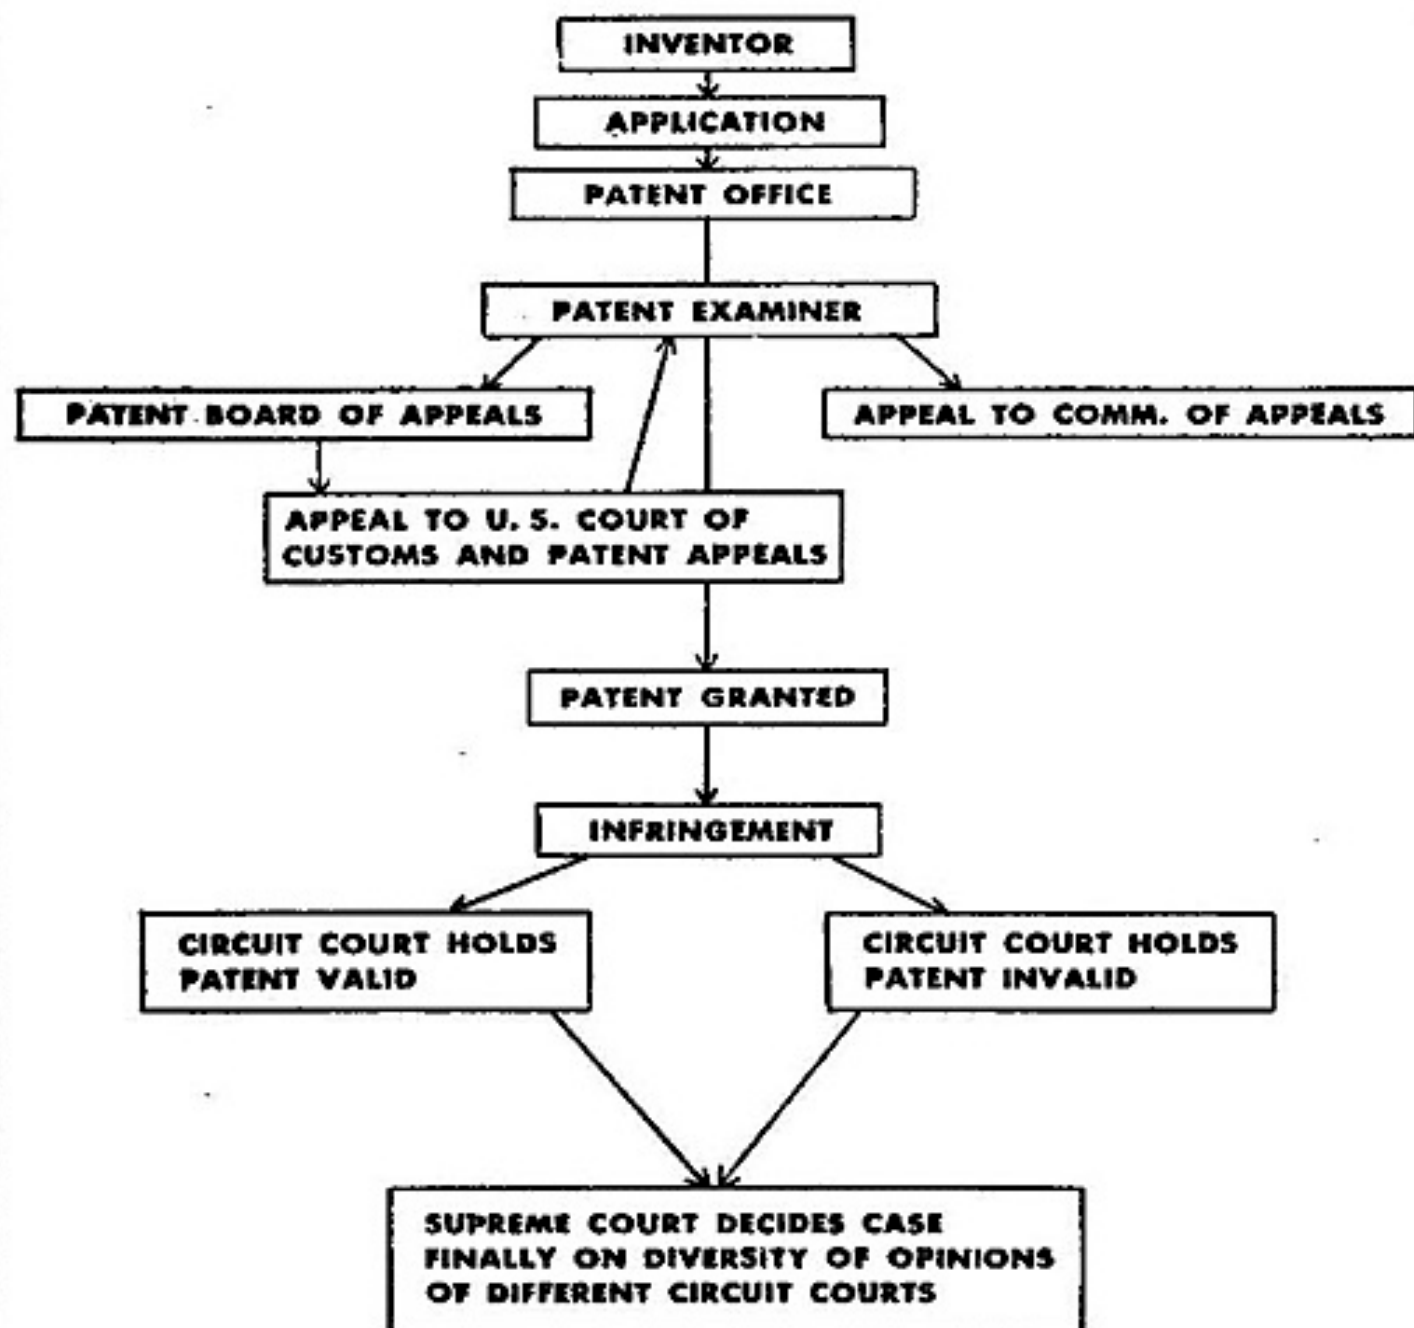 INVENTOR
APPLICATION
PATENT OFFICE
PATENT EXAMINER
PATENT BOARD OF APPEALS
APPEAL TO COMM. OF APPEALS
APPEAL TO U. S. COURT OF
CUSTOMS AND PATENT APPEALS
PATENT GRANTED
INFRINGEMENT
CIRCUIT COURT HOLDS
PATENT VALID
CIRCUIT COURT HOLDS
PATENT INVALID
SUPREME COURT DECIDES CASE
FINALLY ON DIVERSITY OF OPINIONS
OF DIFFERENT CIRCUIT COURTS